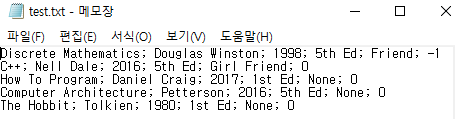 test.txt - 메모장
파일(F) 편집(E) 서식(O) 보기(V) 도움말(H)
Discrete Mathematics; Douglas Winston; 1998; 5th Ed; Friend; -1
C++; Nell Dale; 2016; 5th Ed; Girl Friend; 0
How To Program; Daniel Craig; 2017; 1st Ed; None; 0
Computer Architecture; Petterson; 2016; 5th Ed; None; 0
The Hobbit; Tolkien; 1980; 1st Ed; None; 0